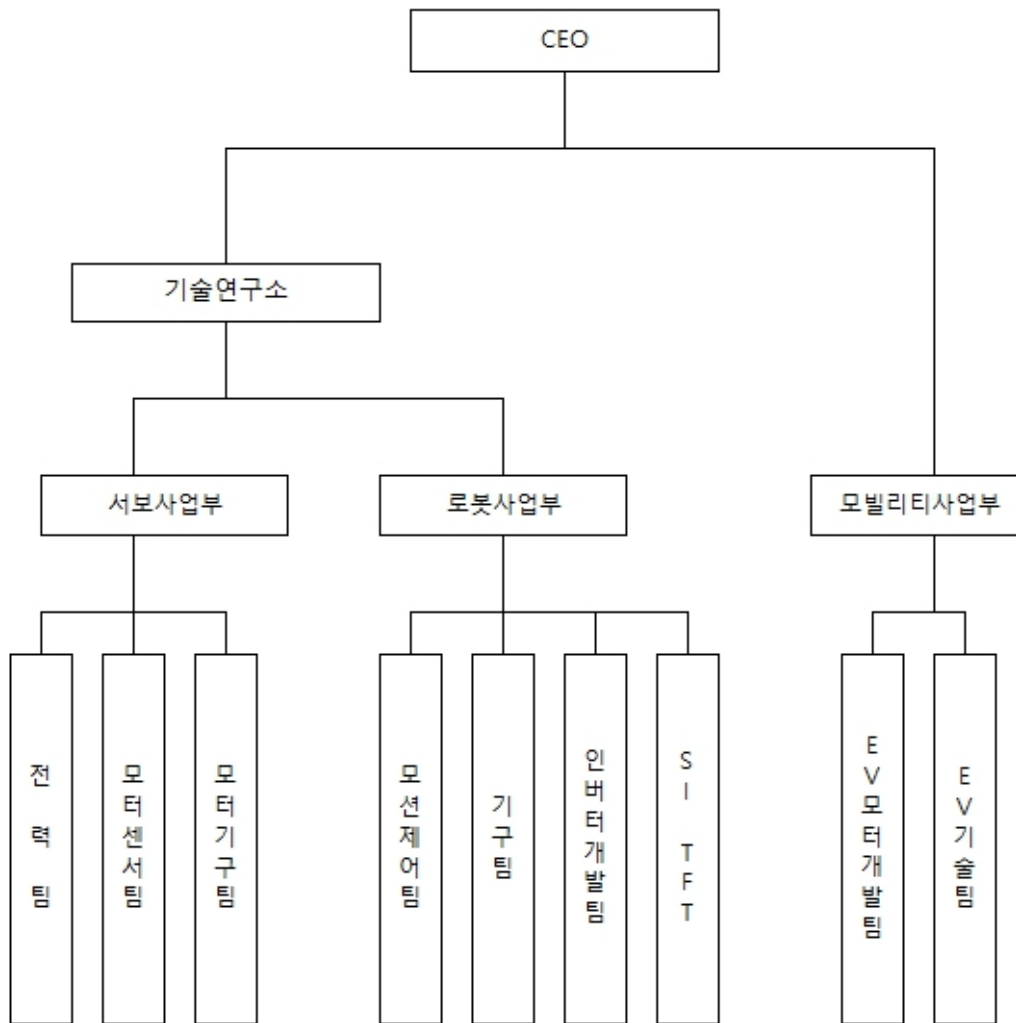 CEO
기술연구소
서보사업부
로봇사업부
모빌리티사업부
전력팀
모터센서팀
모터기구팀
모션제어팀
기구팀
인버터개발팀
SI TFT
EV모터개발팀
EV기술팀